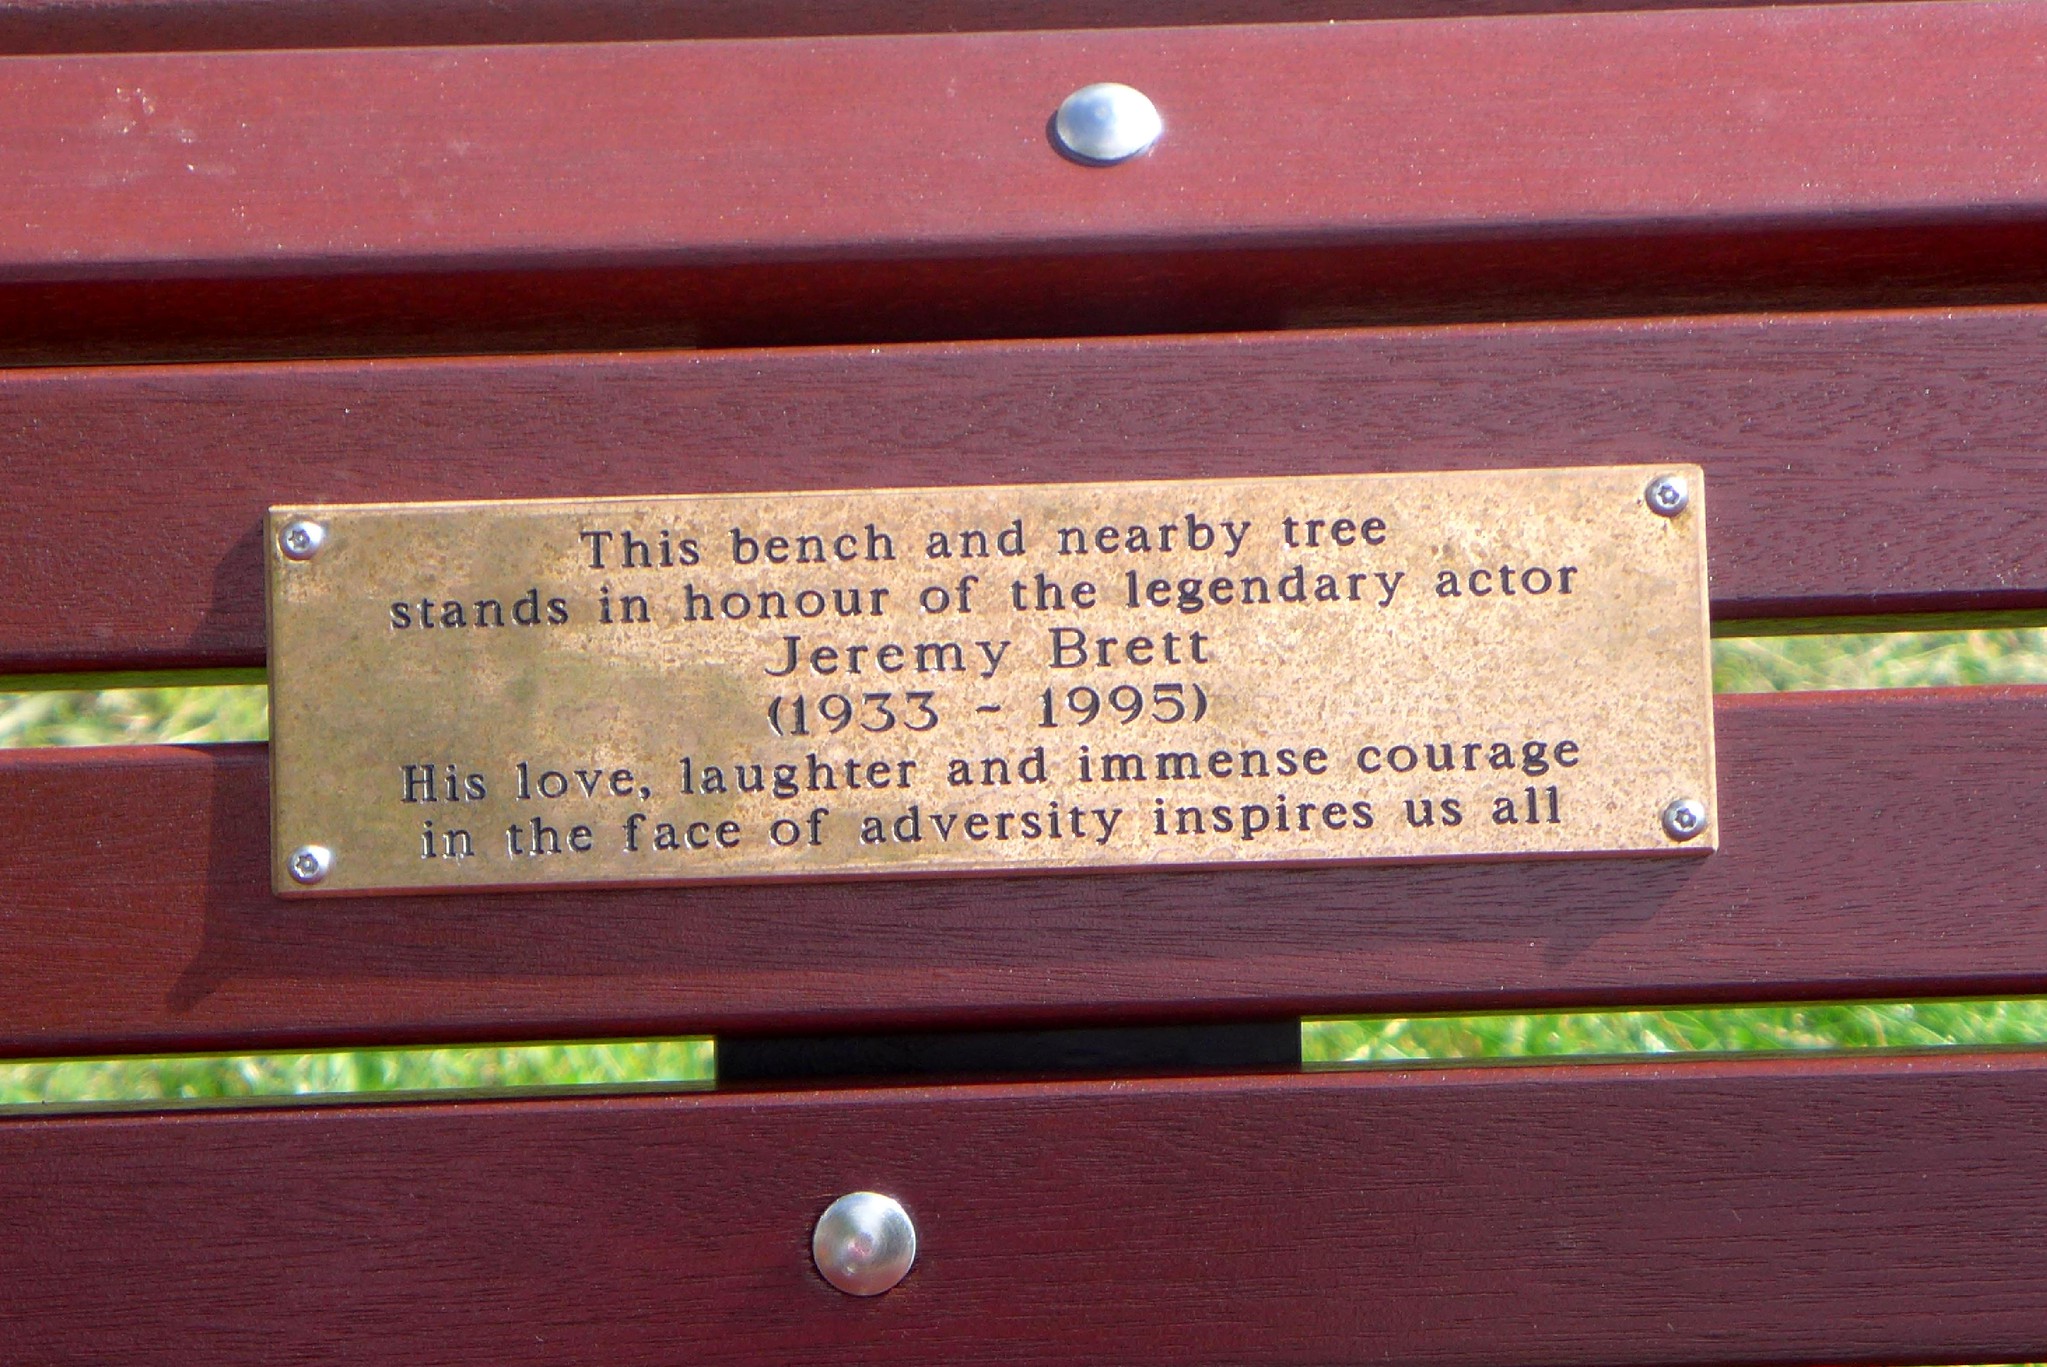 This bench and nearby tree
stands in honour of the legendary actor
Jeremy Brett
(1933 - 1995)
His love, laughter and immense courage
in the face of adversity inspires us all